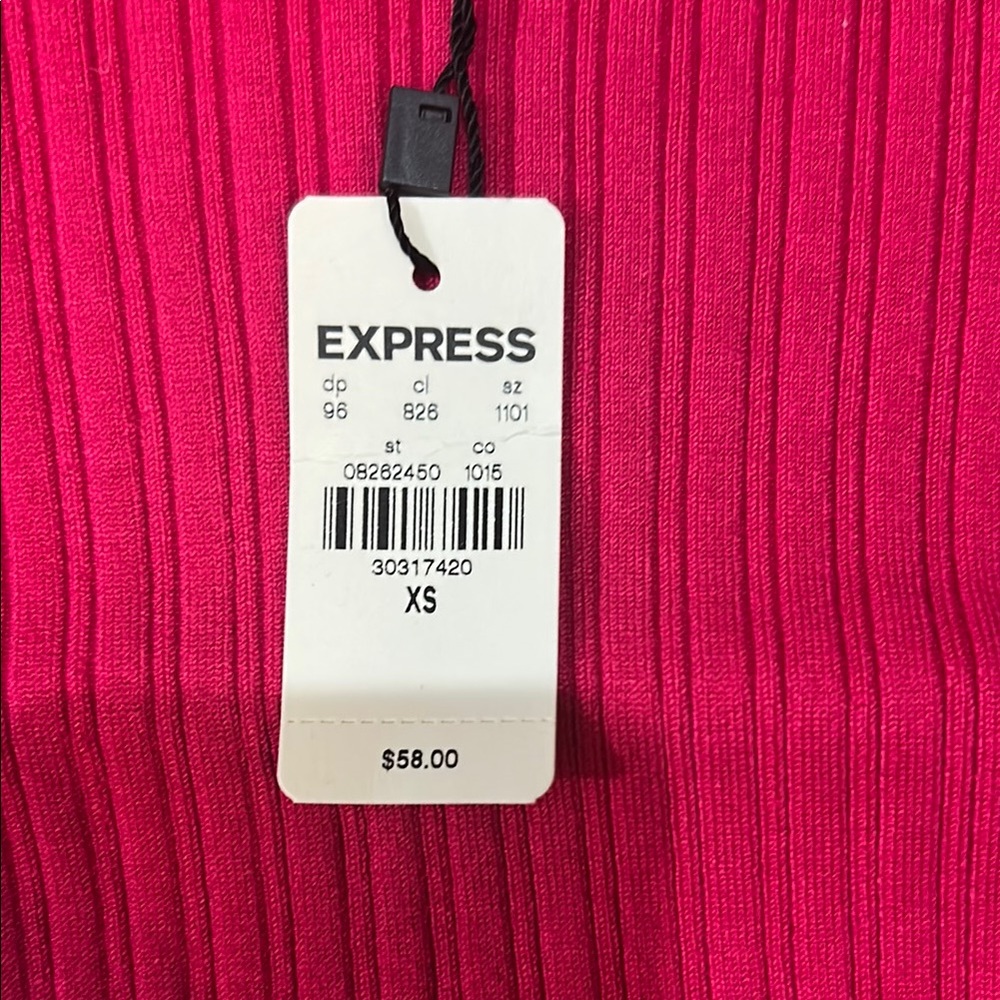 EXPRESS
dp cl sz
96 826 1101
st co
08262450 1015
30317420
XS
$58.00